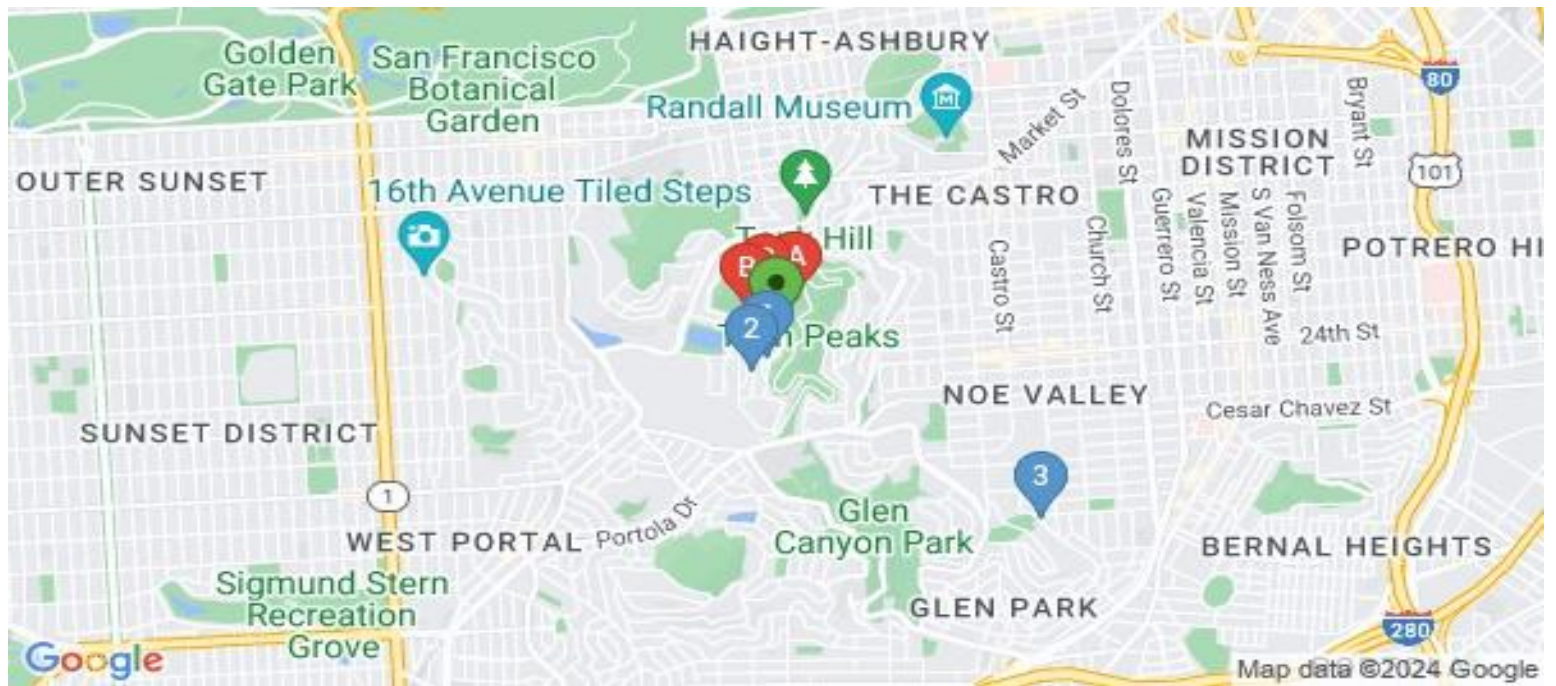 HAIGHT-ASHBURY
Golden
Gate Park
San Francisco
Botanical
Garden
Randall Museum
M
80
Market St
Dolores St
Bryant St
MISSION
DISTRICT
101
OUTER SUNSET
16th Avenue Tiled Steps
THE CASTRO
Guerrero St
Valencia St
Mission St
S Van Ness Ave
Folsom St
Hill
B
A
Castro St
Church St
POTRERO HI
2
Peaks
24th St
NOE VALLEY
Cesar Chavez St
SUNSET DISTRICT
1
3
WEST PORTAL
Portola Dr
Glen
Canyon Park
BERNAL HEIGHTS
Sigmund Stern
Recreation
Grove
GLEN PARK
280
Google
Map data ©2024 Google